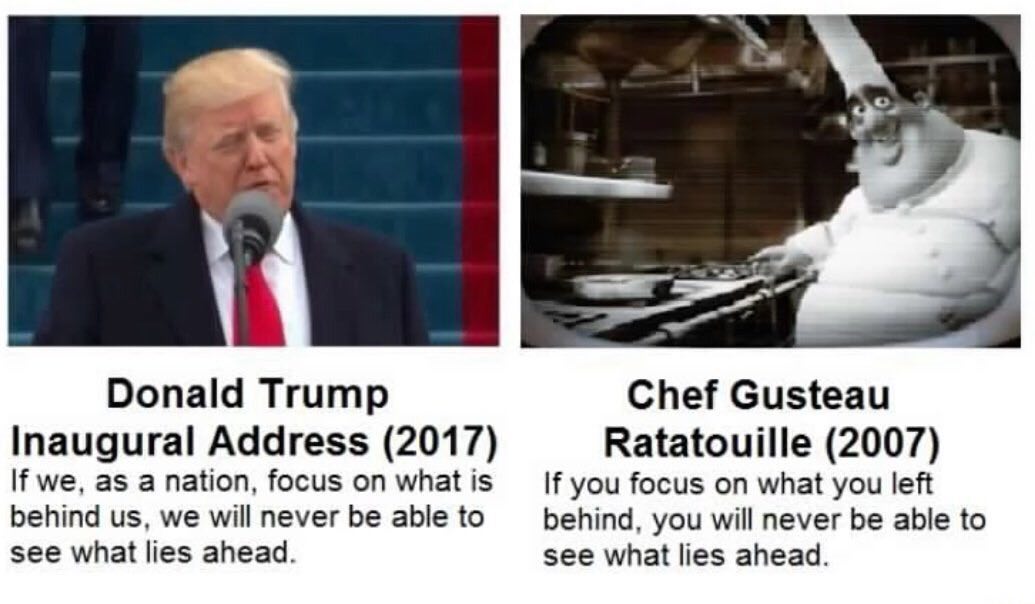 Donald Trump
Inaugural Address (2017)
If we, as a nation, focus on what is
behind us, we will never be able to
see what lies ahead.
Chef Gusteau
Ratatouille (2007)
If you focus on what you left
behind, you will never be able to
see what lies ahead.